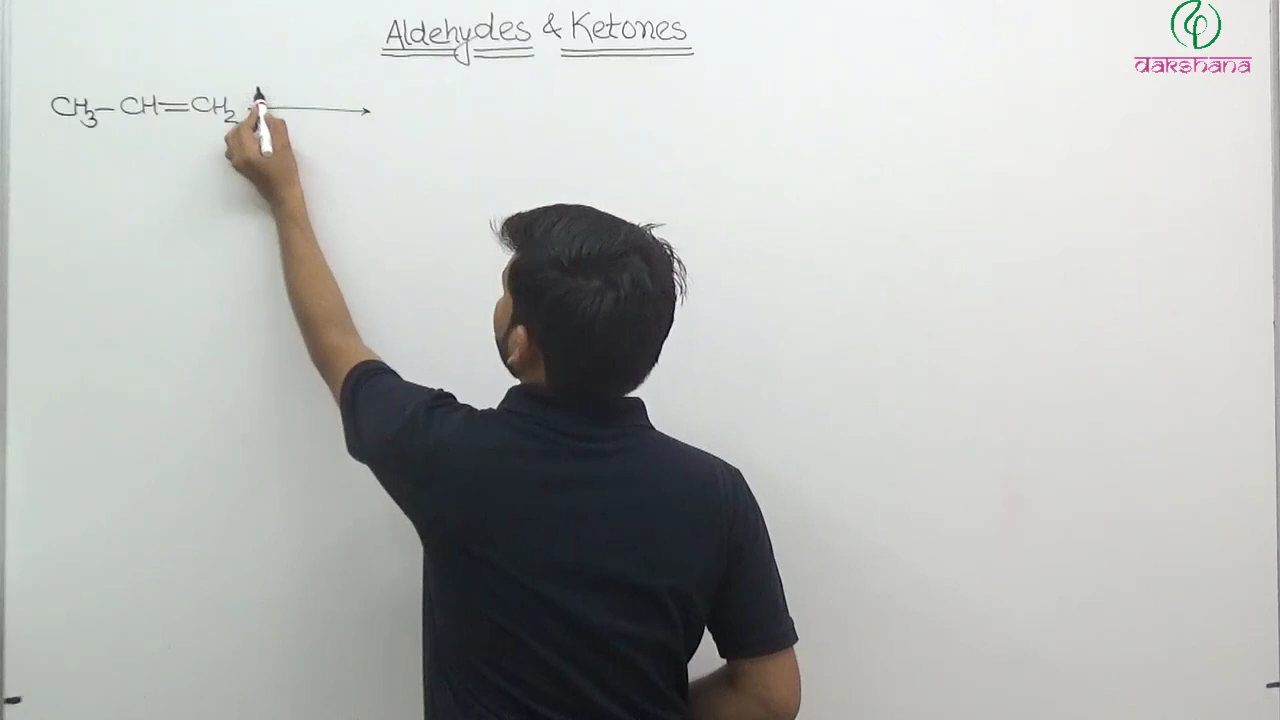 Aldehydes & Ketones
dakshana
CH₃—CH=CH₂ ⟶